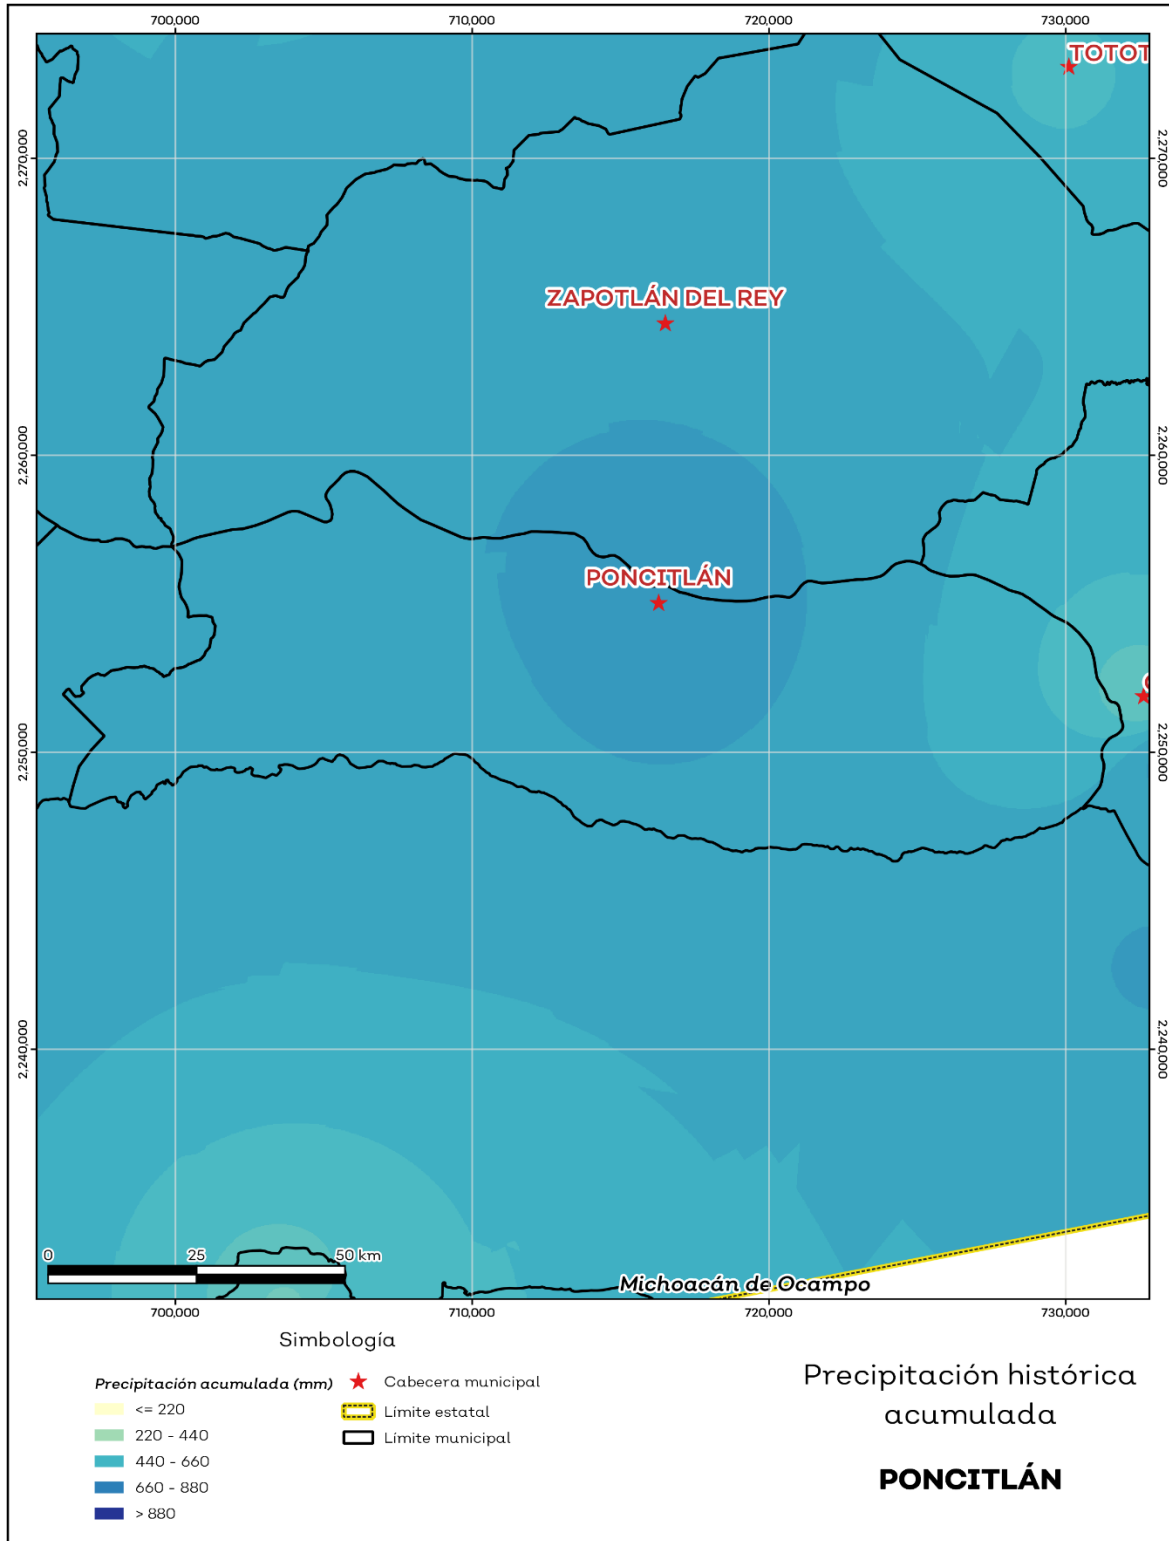 700,000 710,000 720,000 730,000
TOTOT
2,270,000 2,270,000
ZAPOTLÁN DEL REY
2,260,000 2,260,000
PONCITLÁN
2,250,000 2,250,000
2,240,000 2,240,000
0 25 50 km
Michoacán de Ocampo
700,000 710,000 720,000 730,000
Simbología
Precipitación acumulada (mm)
<= 220
220 - 440
440 - 660
660 - 880
> 880
Cabecera municipal
Límite estatal
Límite municipal
Precipitación histórica
acumulada
PONCITLÁN